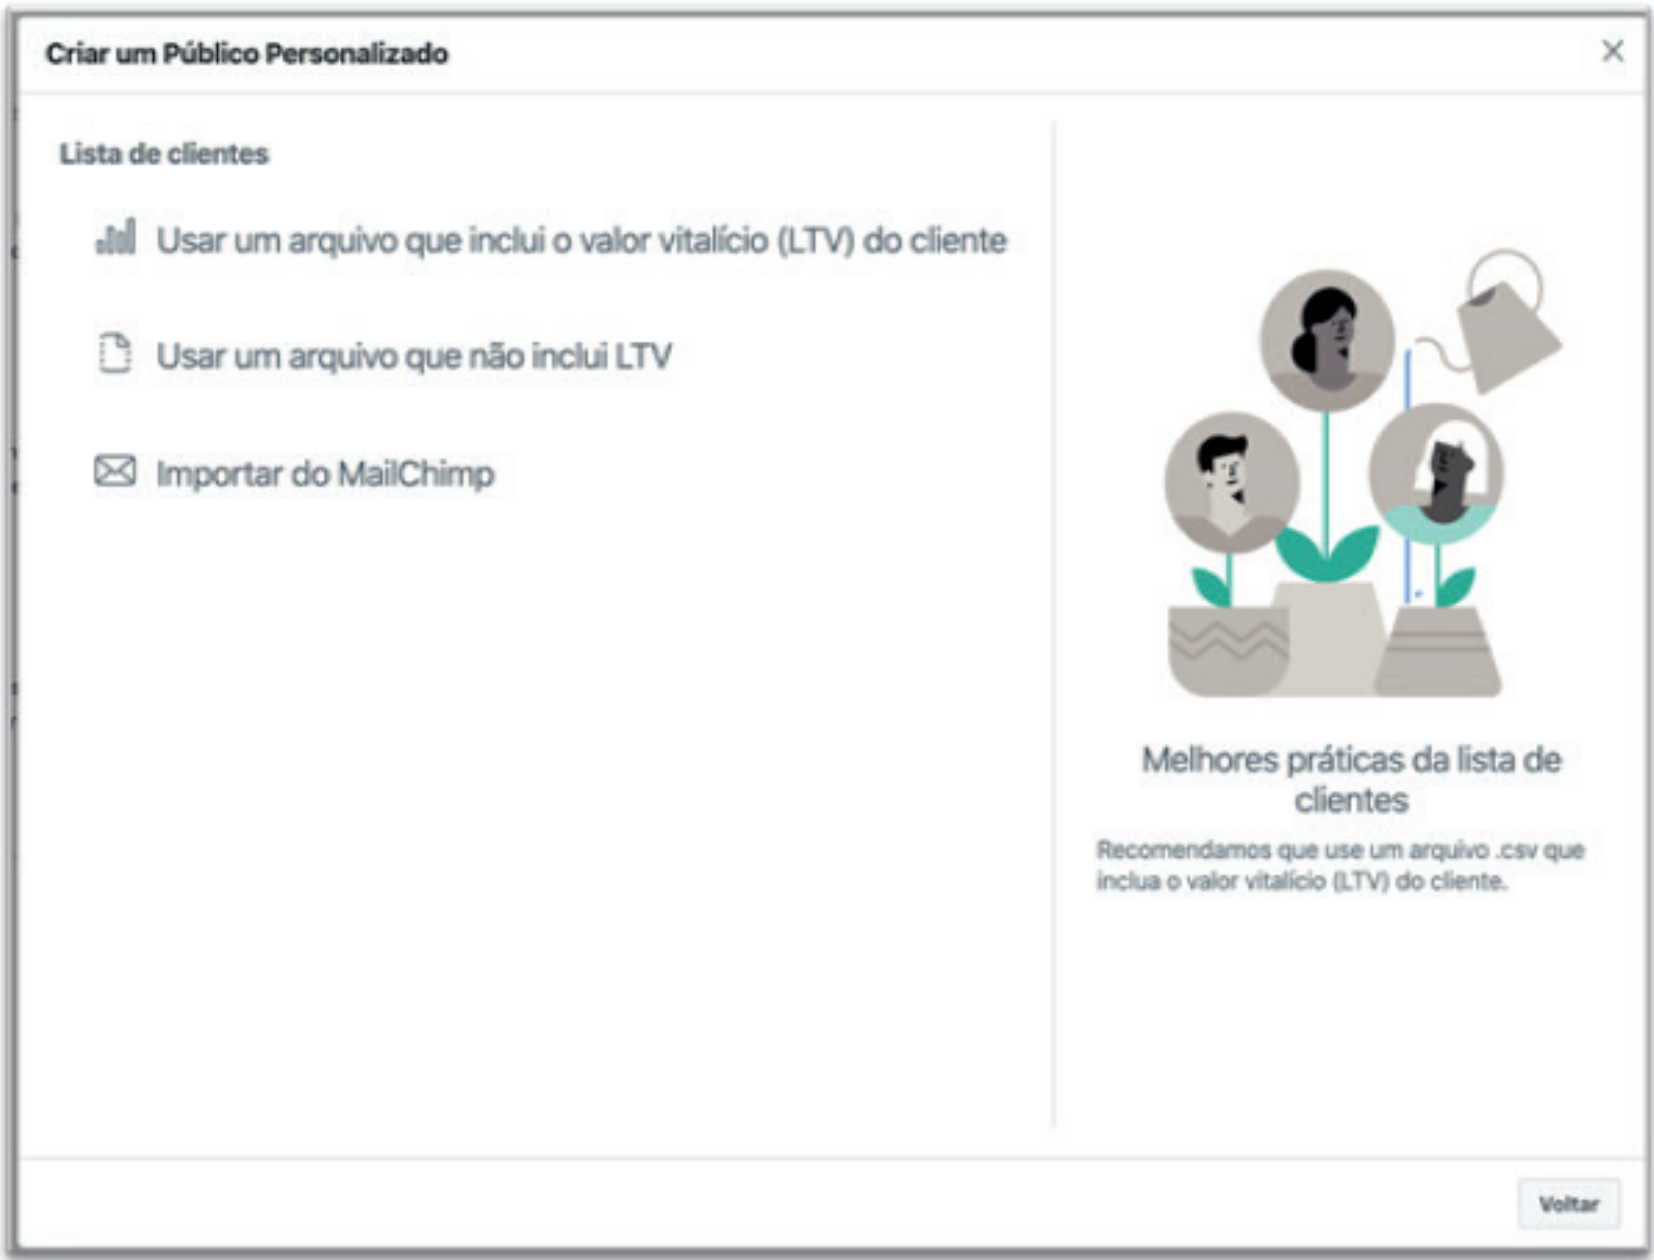 Criar um Público Personalizado
Lista de clientes
Usar um arquivo que inclui o valor vitalício (LTV) do cliente
Usar um arquivo que não inclui LTV
Importar do MailChimp
Melhores práticas da lista de
clientes
Recomendamos que use um arquivo .csv que
inclua o valor vitalício (LTV) do cliente.
Voltar